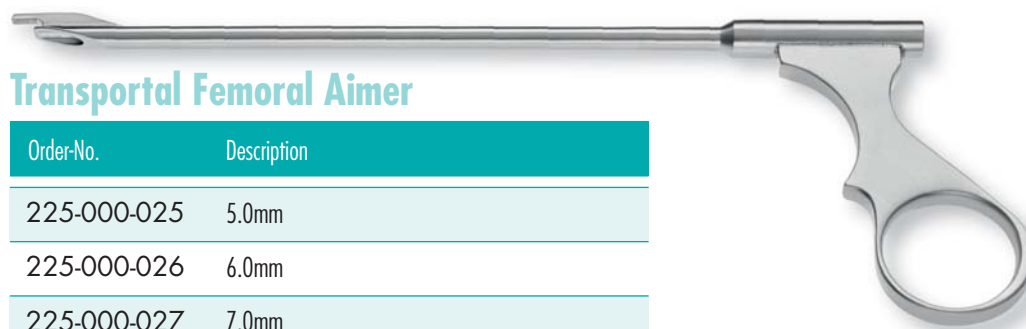 Transportal Femoral Aimer
Order-No. Description
225-000-025 5.0mm
225-000-026 6.0mm
225-000-027 7.0mm